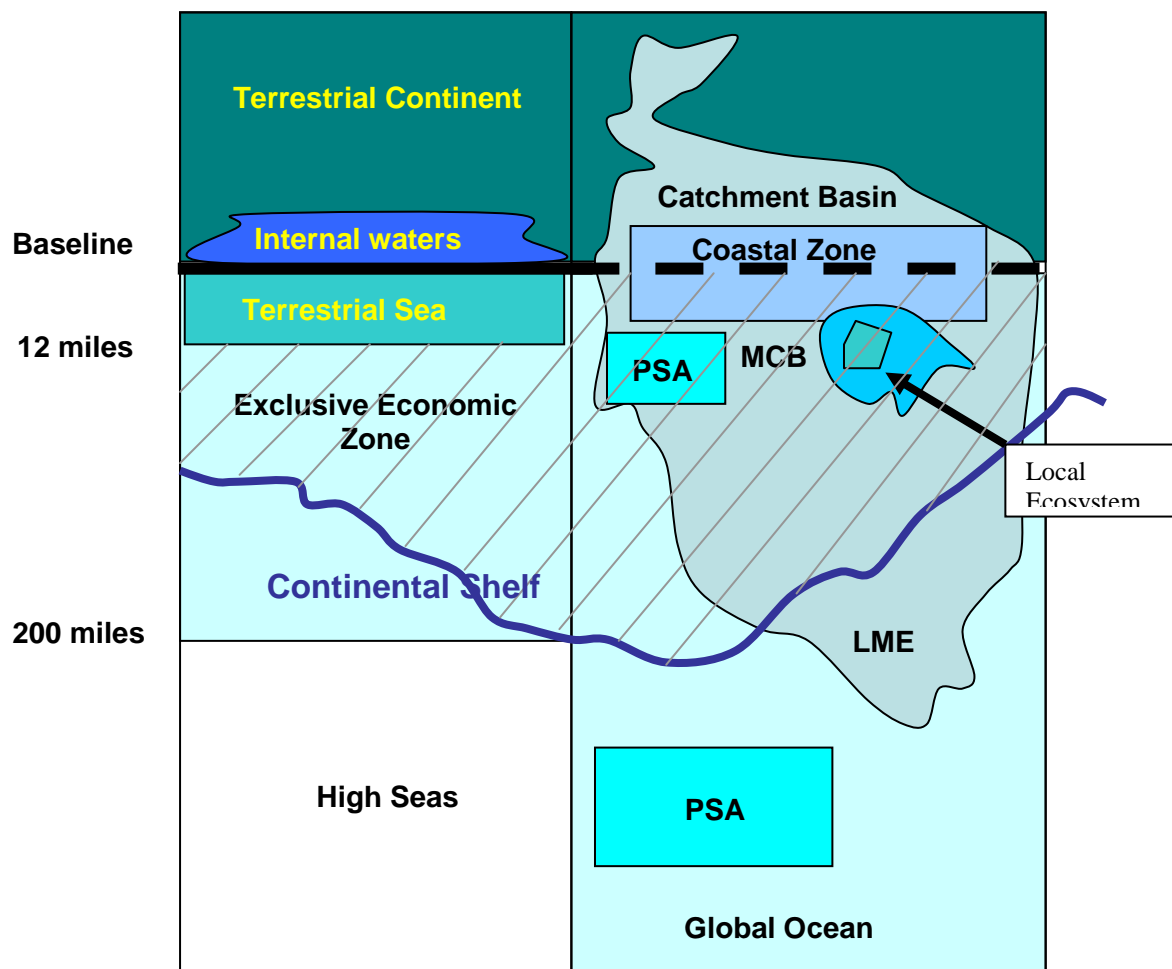 Terrestrial Continent
Catchment Basin
Baseline
Internal waters
Coastal Zone
Terrestrial Sea
12 miles
PSA
MCB
Exclusive Economic
Zone
Local
Ecosystem
Continental Shelf
200 miles
LME
High Seas
PSA
Global Ocean